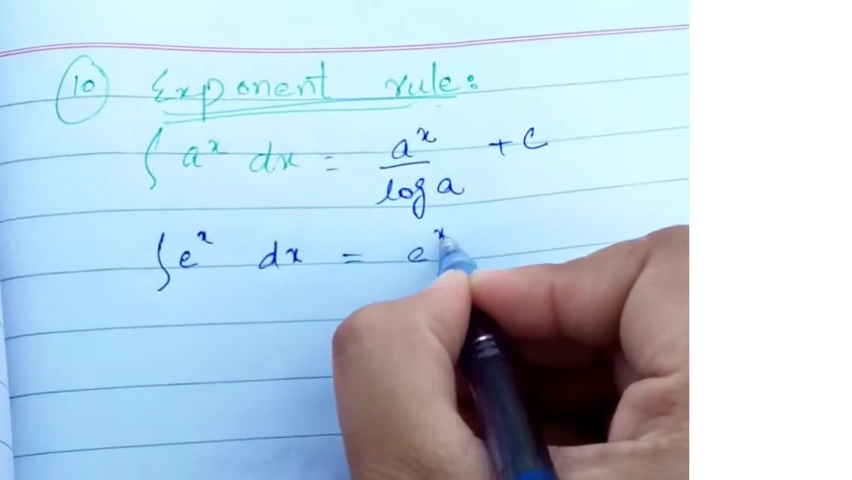 10 Exponent rule:
∫ a^x dx = a^x/log a + c
∫ e^x dx = e^x